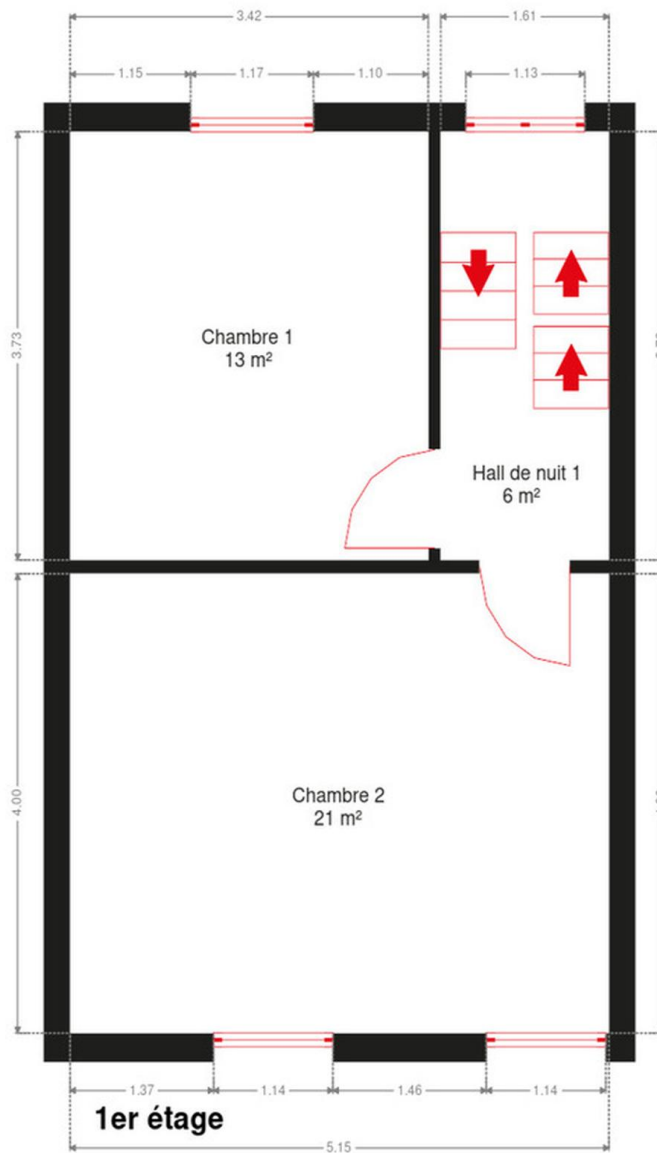 3.42
1.61
1.15
1.17
1.10
1.13
3.73
Chambre 1
13 m²
Hall de nuit 1
6 m²
4.00
Chambre 2
21 m²
1.37
1.14
1.46
1.14
1er étage
5.15